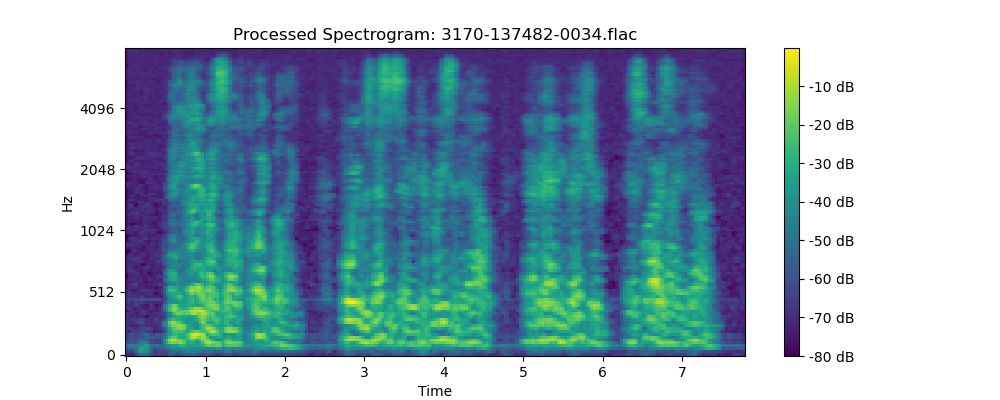 Processed Spectrogram: 3170-137482-0034.flac
Hz
4096
2048
1024
512
0
0 1 2 3 4 5 6 7
Time
-10 dB
-20 dB
-30 dB
-40 dB
-50 dB
-60 dB
-70 dB
-80 dB